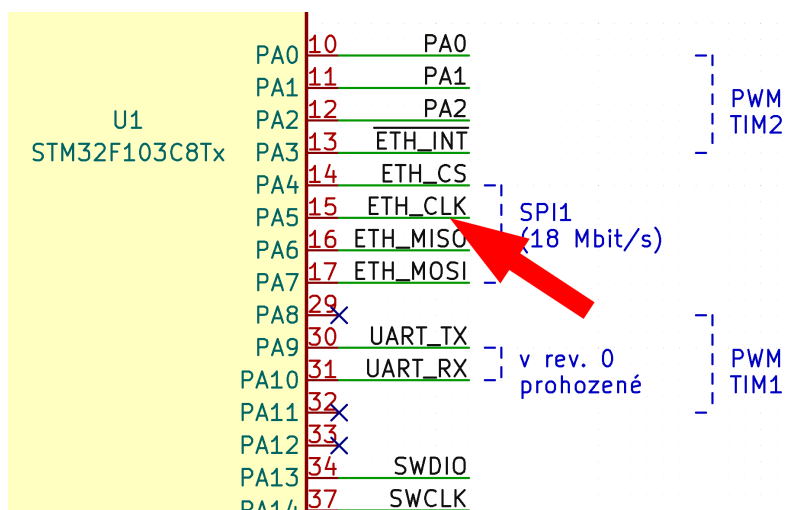 U1
STM32F103C8Tx
PA0 10 PA0
PA1 11 PA1
PA2 12 PA2
PA3 13 ETH_INT
PA4 14 ETH_CS
PA5 15 ETH_CLK
PA6 16 ETH_MISO
PA7 17 ETH_MOSI
PA8 29
PA9 30 UART_TX
PA10 31 UART_RX
PA11 32
PA12 33
PA13 34 SWDIO
PA14 37 SWCLK
SPI1
(18 Mbit/s)
v rev. 0
prohozené
PWM
TIM2
PWM
TIM1